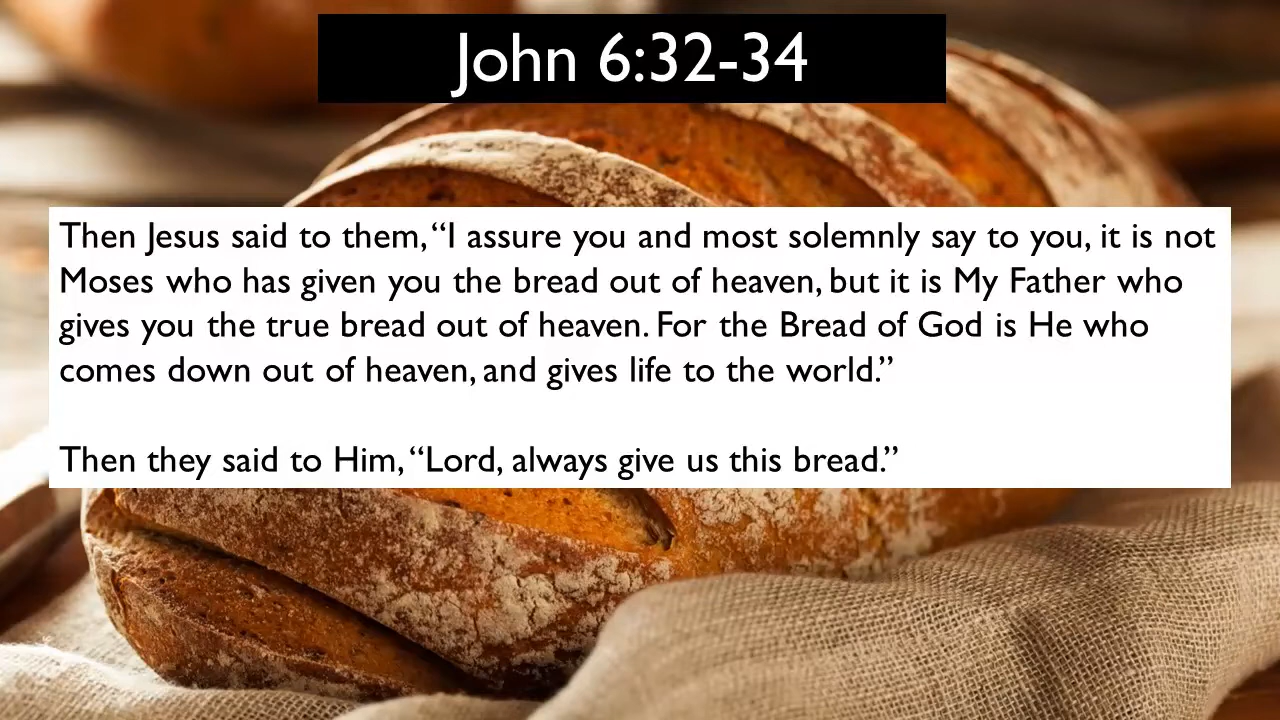 John 6:32-34
Then Jesus said to them, “I assure you and most solemnly say to you, it is not
Moses who has given you the bread out of heaven, but it is My Father who
gives you the true bread out of heaven. For the Bread of God is He who
comes down out of heaven, and gives life to the world.”
Then they said to Him, “Lord, always give us this bread.”